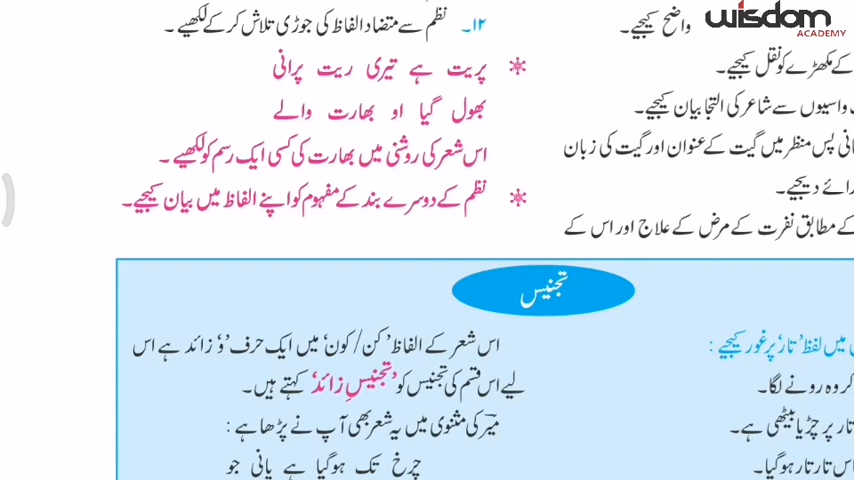 wisdom
ACADEMY
واضح کیجیے۔
کے مکھڑے کو نقل کیجیے۔
واسیوں سے شاعر کی التجا بیان کیجیے۔
پس منظر میں گیت کے عنوان اور گیت کی زبان
رائے دیجیے۔
کے مطابق نفرت کے مرض کے علاج اور اس کے
۱۲۔ نظم سے متضاد الفاظ کی جوڑی تلاش کر کے لکھیے۔
* پریت ہے تیری ریت پرانی
بھول گیا او بھارت والے
اس شعر کی روشنی میں بھارت کی کسی ایک رسم کو لکھیے۔
* نظم کے دوسرے بند کے مفہوم کو اپنے الفاظ میں بیان کیجیے۔
تجنیس
میں لفظ 'تار' پر غور کیجیے :
کر وہ رونے لگا۔
تار پر چڑیا بیٹھی ہے۔
اس تار تار ہو گیا۔
اس شعر کے الفاظ 'کن/کون' میں ایک حرف 'و' زائد ہے اس
لیے اس قسم کی تجنیس کو 'تجنیسِ زائد' کہتے ہیں۔
میرؔ کی مثنوی میں یہ شعر بھی آپ نے پڑھا ہے :
چرخ تک ہو گیا ہے پانی جو